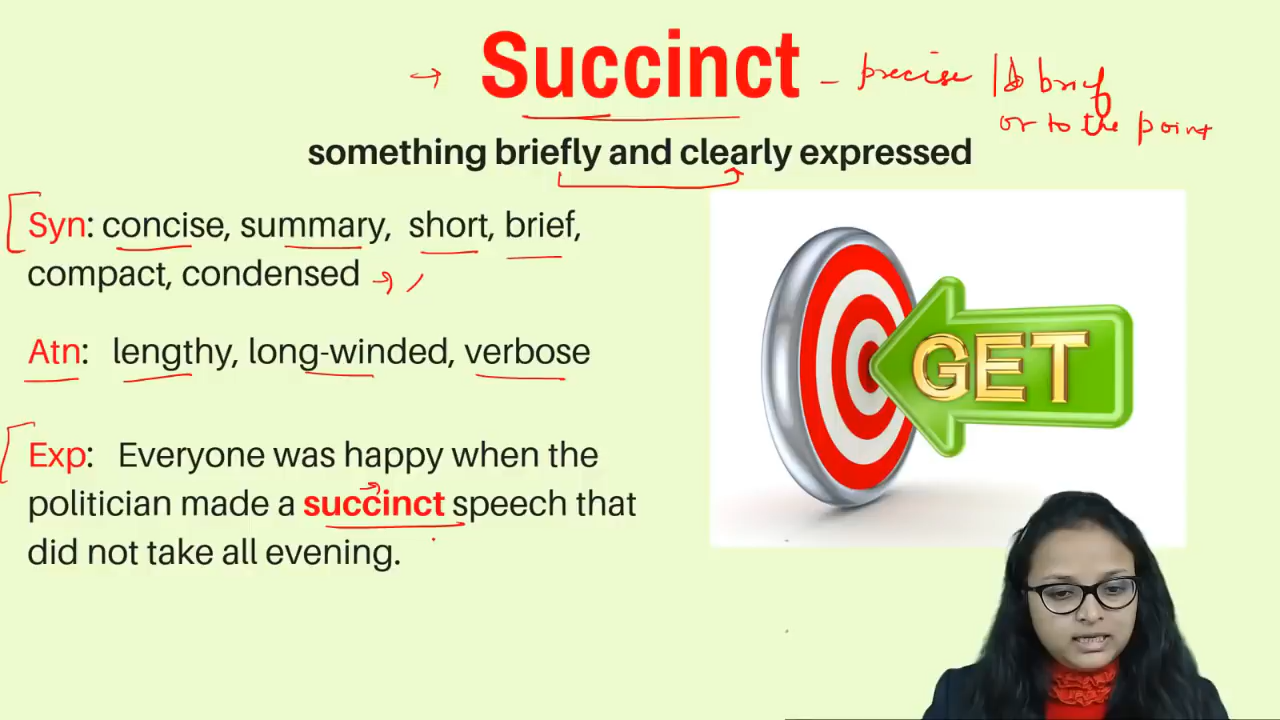 Succinct – precise / brief
or to the point
something briefly and clearly expressed
Syn: concise, summary, short, brief,
compact, condensed
Atn: lengthy, long-winded, verbose
Exp: Everyone was happy when the
politician made a succinct speech that
did not take all evening.
GET